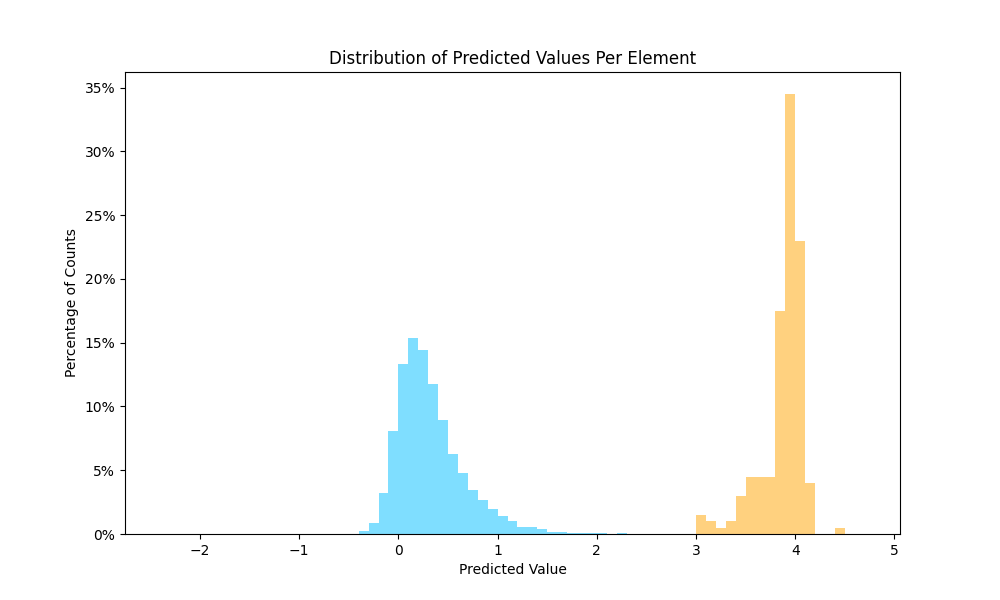 Distribution of Predicted Values Per Element
35%
30%
25%
20%
15%
10%
5%
0%
Percentage of Counts
−2 −1 0 1 2 3 4 5
Predicted Value